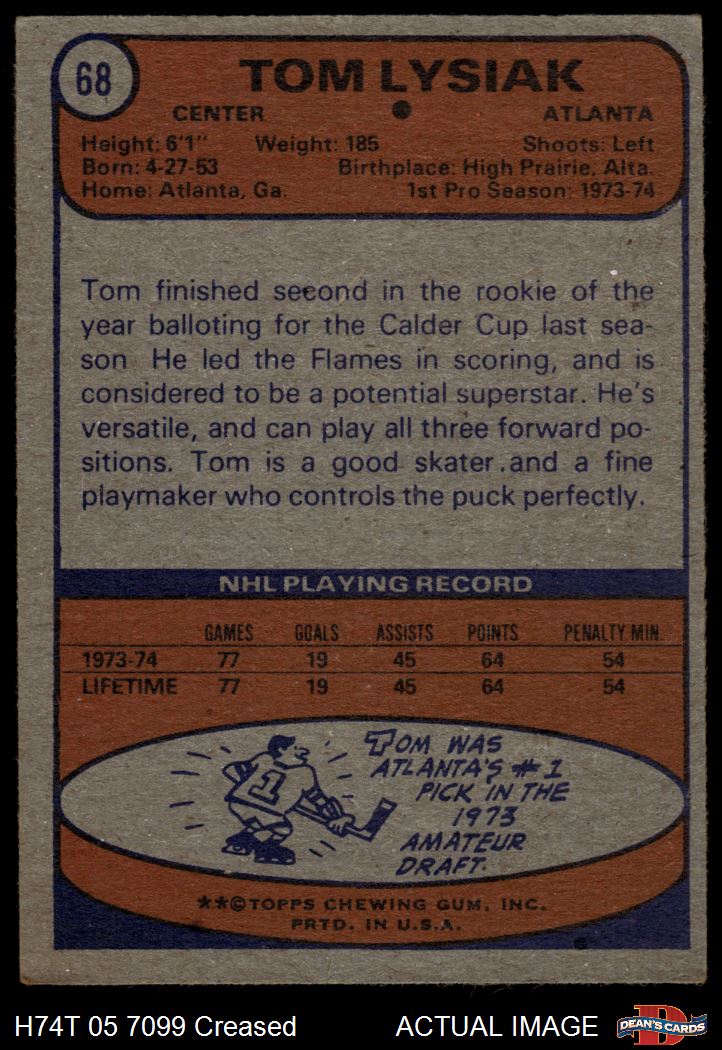 68
TOM LYSIAK
CENTER ATLANTA
Height: 6'1" Weight: 185 Shoots: Left
Born: 4-27-53 Birthplace: High Prairie, Alta.
Home: Atlanta, Ga. 1st Pro Season: 1973-74
Tom finished second in the rookie of the
year balloting for the Calder Cup last sea-
son He led the Flames in scoring, and is
considered to be a potential superstar. He's
versatile, and can play all three forward po-
sitions. Tom is a good skater and a fine
playmaker who controls the puck perfectly.
NHL PLAYING RECORD
GAMES GOALS ASSISTS POINTS PENALTY MIN.
1973-74 77 19 45 64 54
LIFETIME 77 19 45 64 54
1
TOM WAS
ATLANTA'S #1
PICK IN THE
1973
AMATEUR
DRAFT.
**©TOPPS CHEWING GUM, INC.
PRTD. IN U.S.A.
H74T 05 7099 Creased ACTUAL IMAGE
D
DEAN'S CARDS